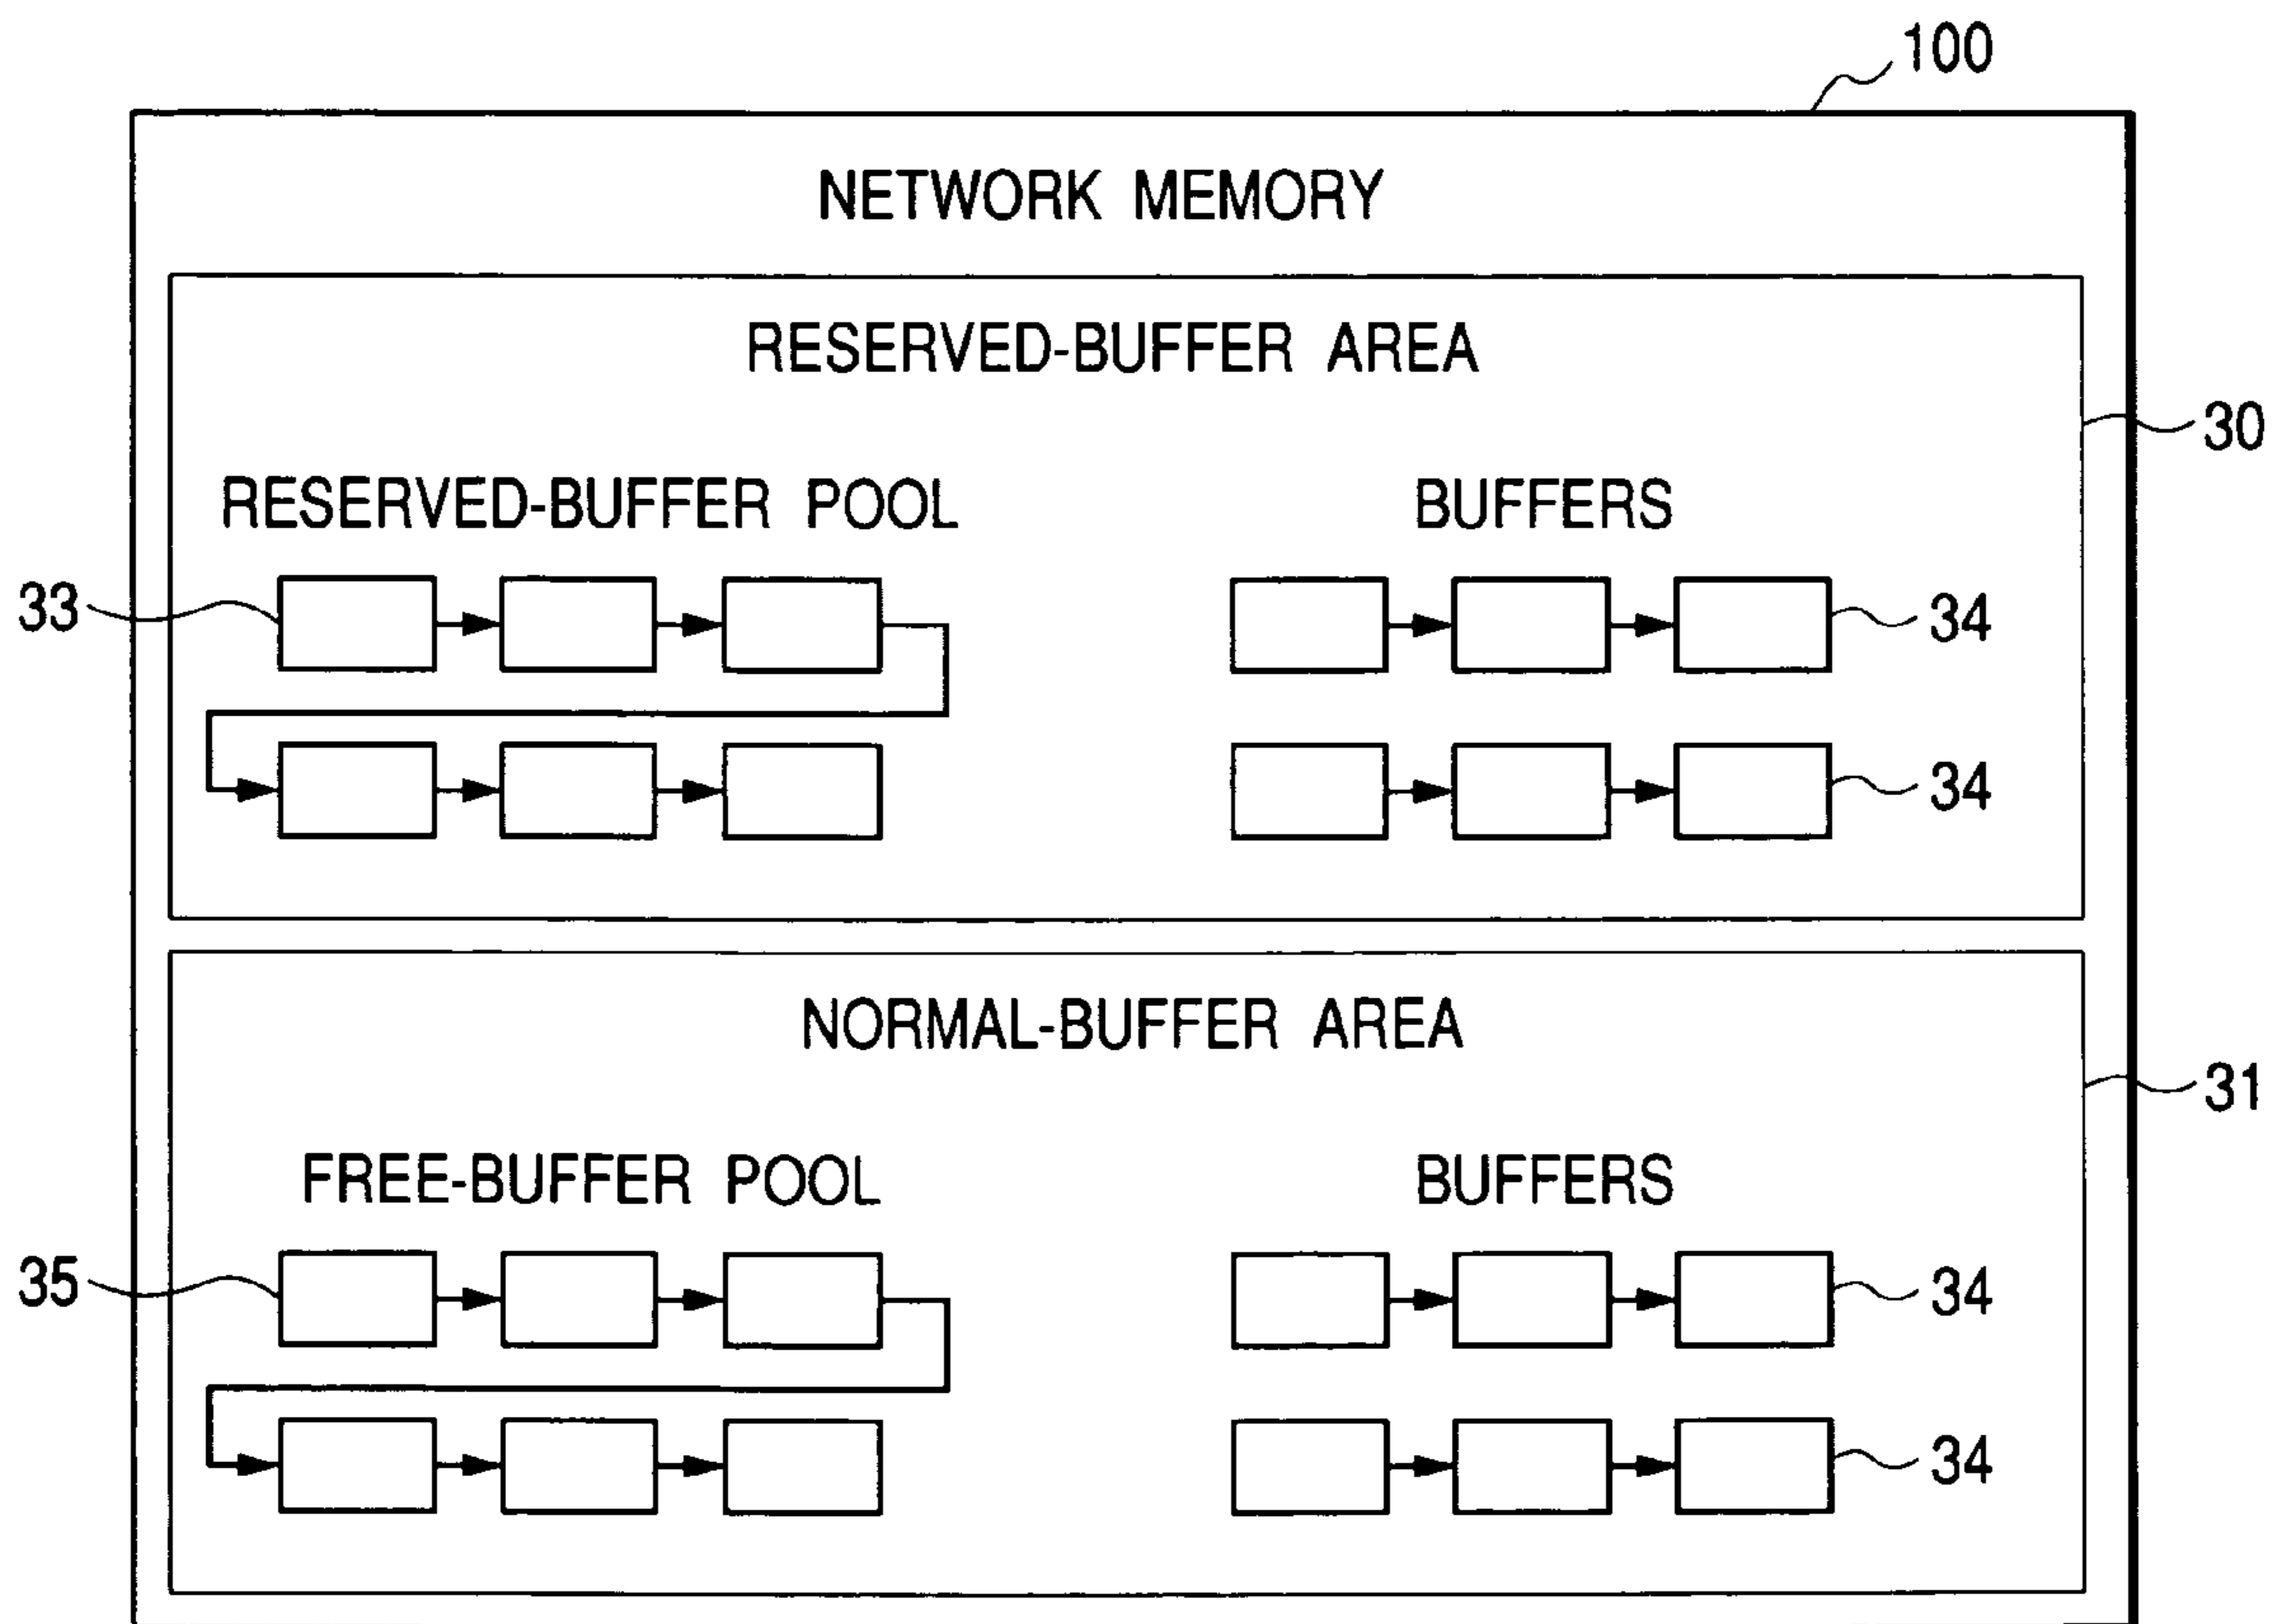 100
NETWORK MEMORY
RESERVED-BUFFER AREA
30
RESERVED-BUFFER POOL
BUFFERS
33
34
34
NORMAL-BUFFER AREA
31
FREE-BUFFER POOL
BUFFERS
35
34
34